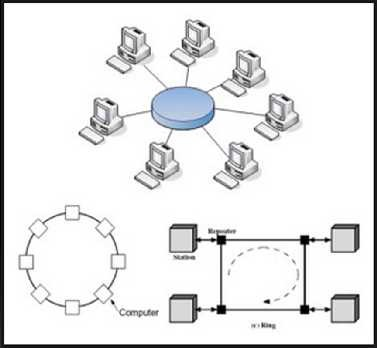 Repeater
Station
Computer
(c) Ring